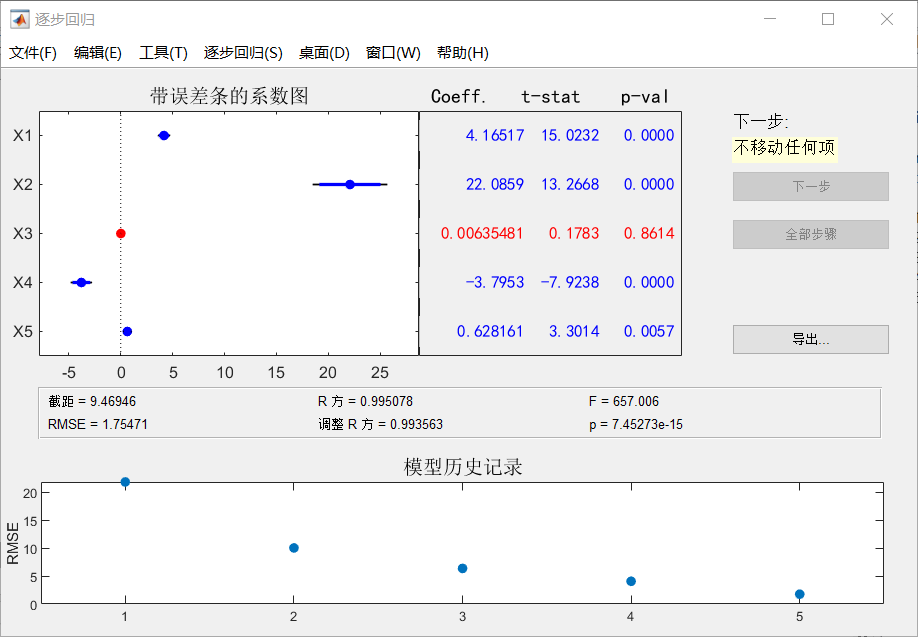 逐步回归
文件(F) 编辑(E) 工具(T) 逐步回归(S) 桌面(D) 窗口(W) 帮助(H)
带误差条的系数图 Coeff. t-stat p-val
X1 4.16517 15.0232 0.0000
X2 22.0859 13.2668 0.0000
X3 0.00635481 0.1783 0.8614
X4 -3.7953 -7.9238 0.0000
X5 0.628161 3.3014 0.0057
-5 0 5 10 15 20 25
下一步:
不移动任何项
下一步
全部步骤
导出...
截距 = 9.46946 R 方 = 0.995078 F = 657.006
RMSE = 1.75471 调整 R 方 = 0.993563 p = 7.45273e-15
模型历史记录
RMSE
20
15
10
5
0
1 2 3 4 5